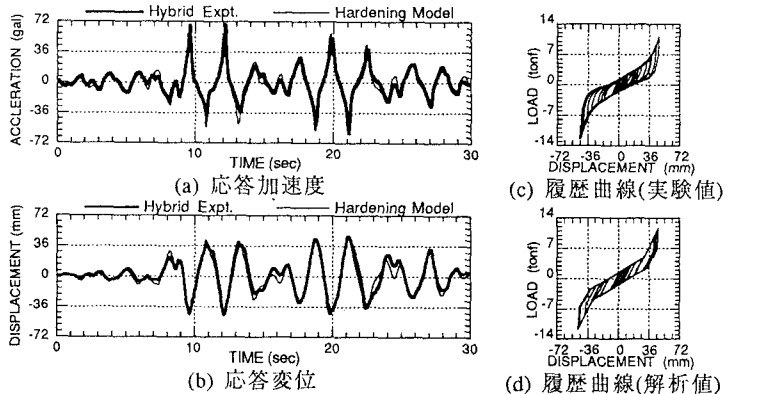 Hybrid Expt. Hardening Model
ACCLERATION (gal)
72
36
0
-36
-72
0 10 20 30
TIME (sec)
(a) 応答加速度
Hybrid Expt. Hardening Model
DISPLACEMENT (mm)
72
36
0
-36
-72
0 10 20 30
TIME (sec)
(b) 応答変位
LOAD (tonf)
14
7
0
-7
-14
-72 -36 0 36 72
DISPLACEMENT (mm)
(c) 履歴曲線(実験値)
LOAD (tonf)
14
7
0
-7
-14
-72 -36 0 36 72
DISPLACEMENT (mm)
(d) 履歴曲線(解析値)